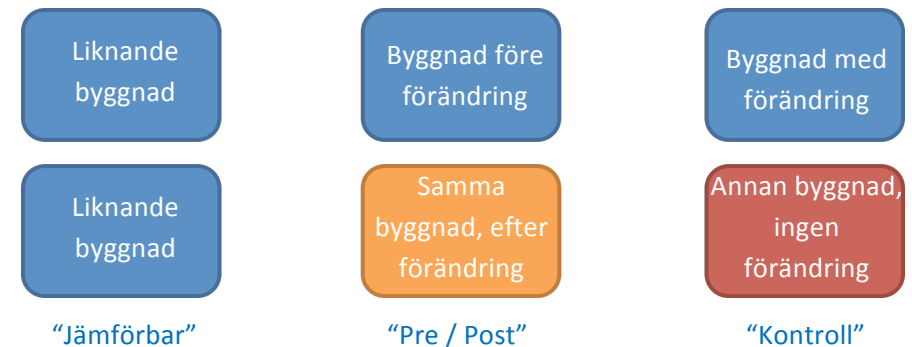 Liknande
byggnad
Byggnad före
förändring
Byggnad med
förändring
Liknande
byggnad
Samma
byggnad, efter
förändring
Annan byggnad,
ingen
förändring
“Jämförbar”
“Pre / Post”
“Kontroll”